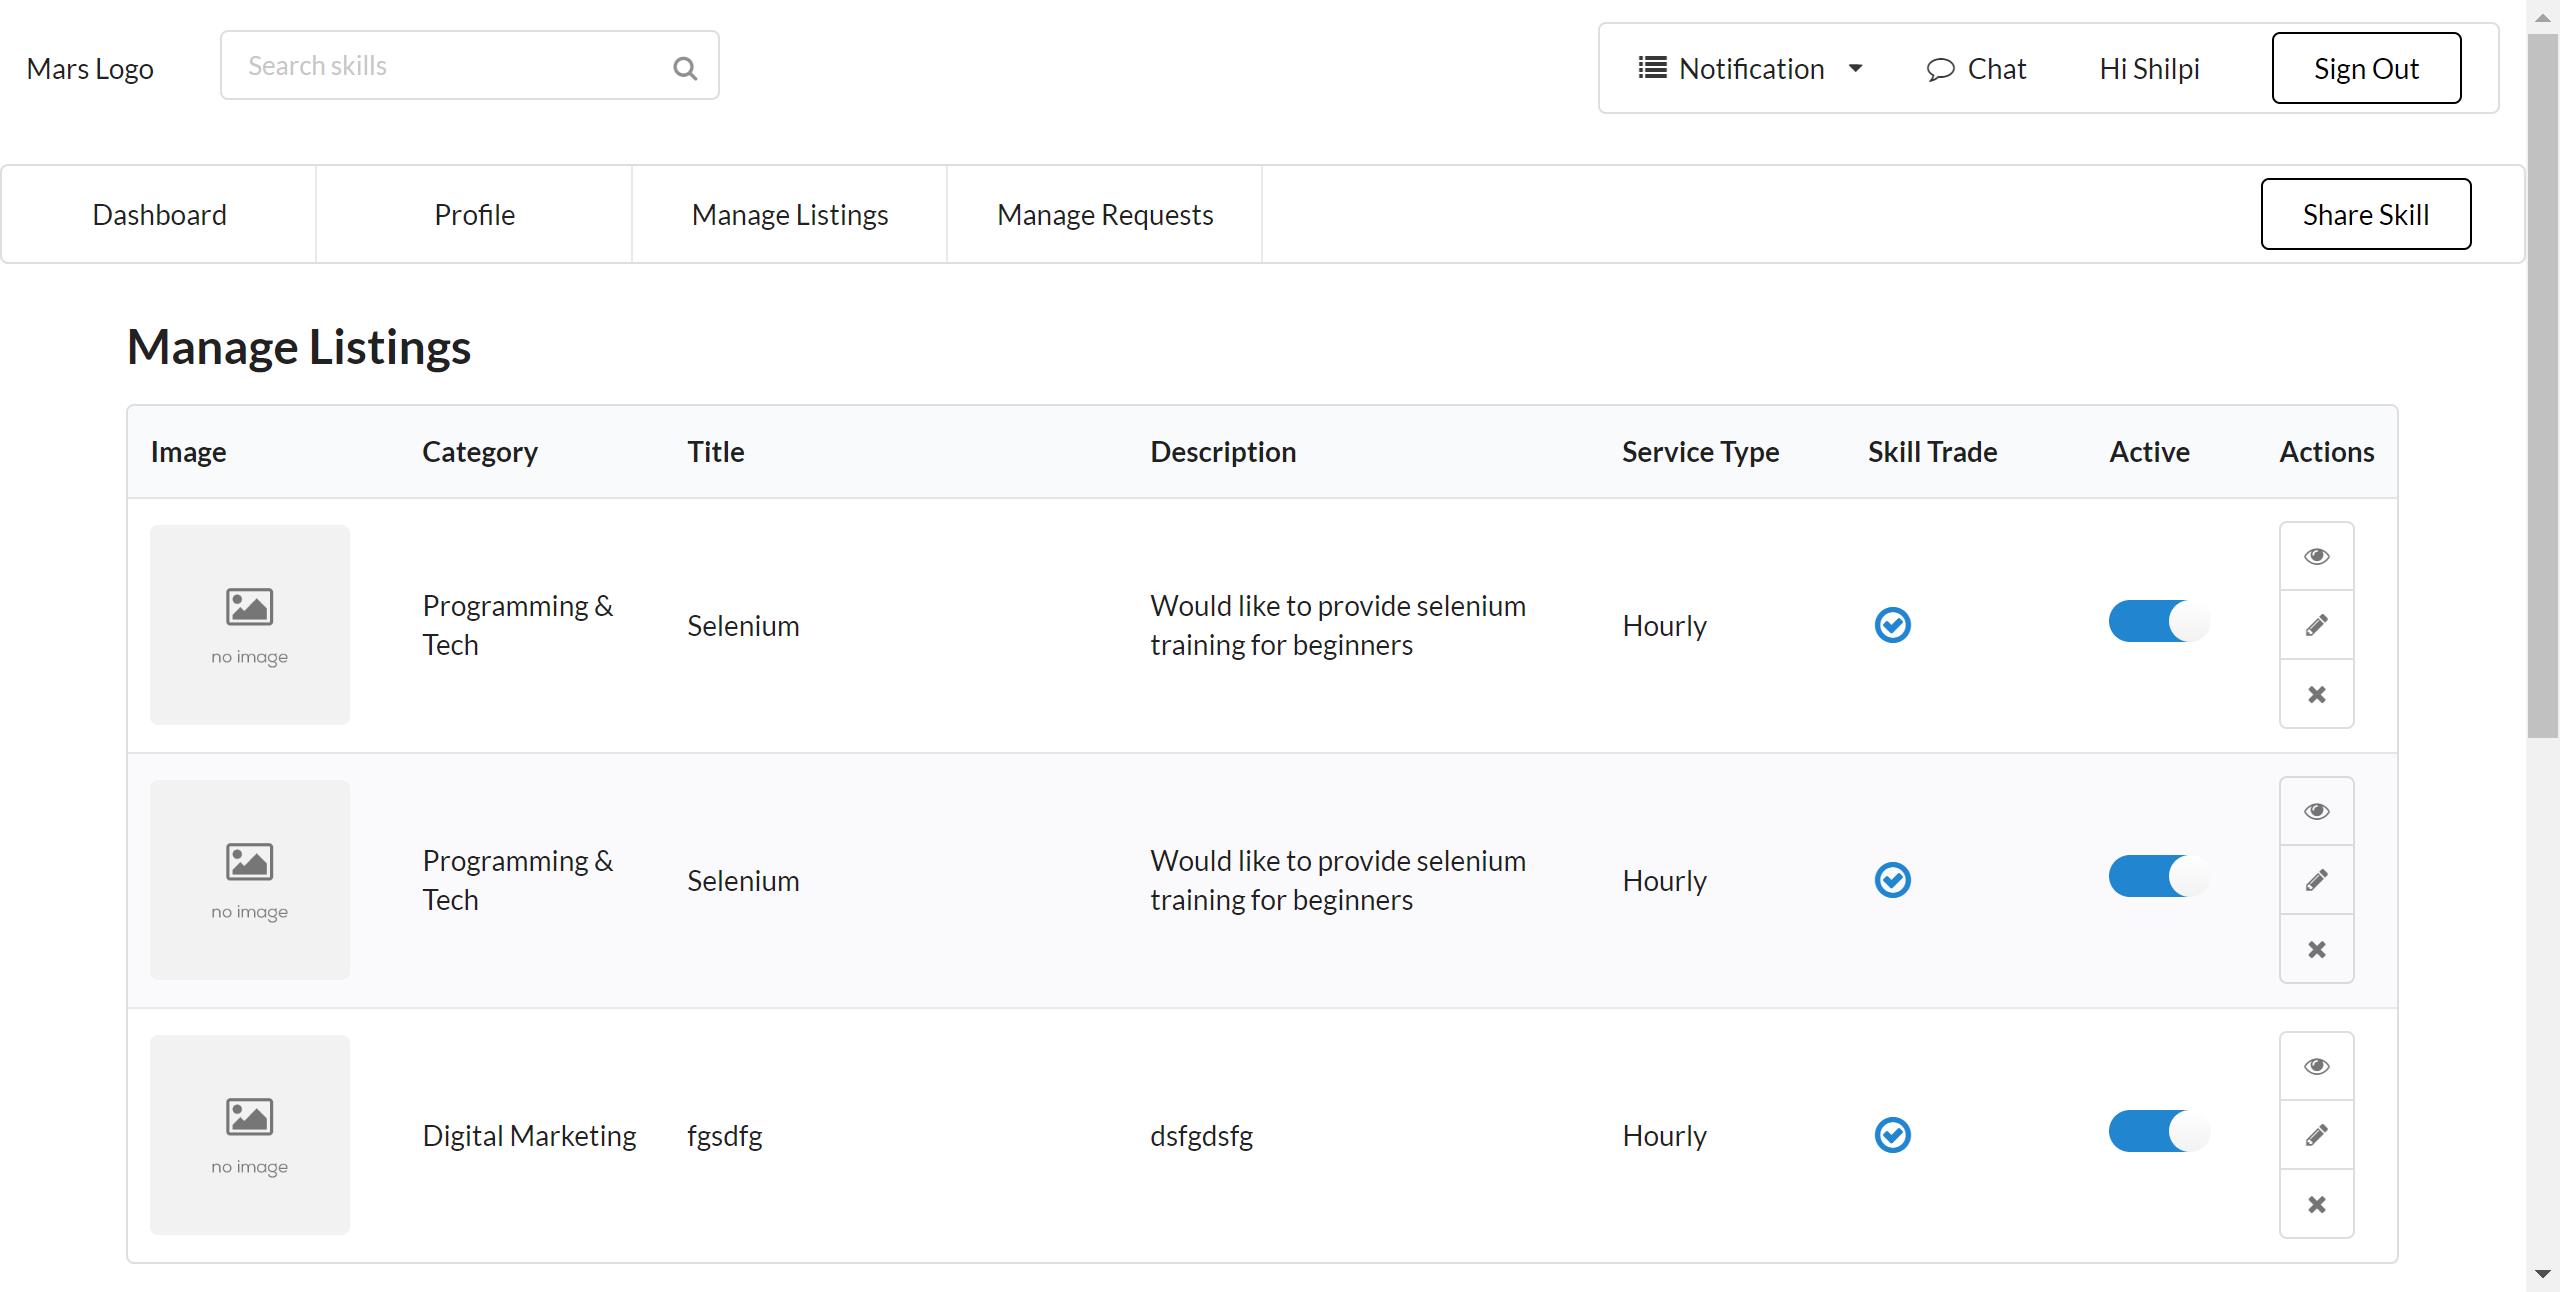 Mars Logo
Search skills
Notification
Chat
Hi Shilpi
Sign Out
Dashboard
Profile
Manage Listings
Manage Requests
Share Skill
Manage Listings
Image
Category
Title
Description
Service Type
Skill Trade
Active
Actions
no image
Programming &
Tech
Selenium
Would like to provide selenium
training for beginners
Hourly
no image
Programming &
Tech
Selenium
Would like to provide selenium
training for beginners
Hourly
no image
Digital Marketing
fgsdfg
dsfgdsfg
Hourly